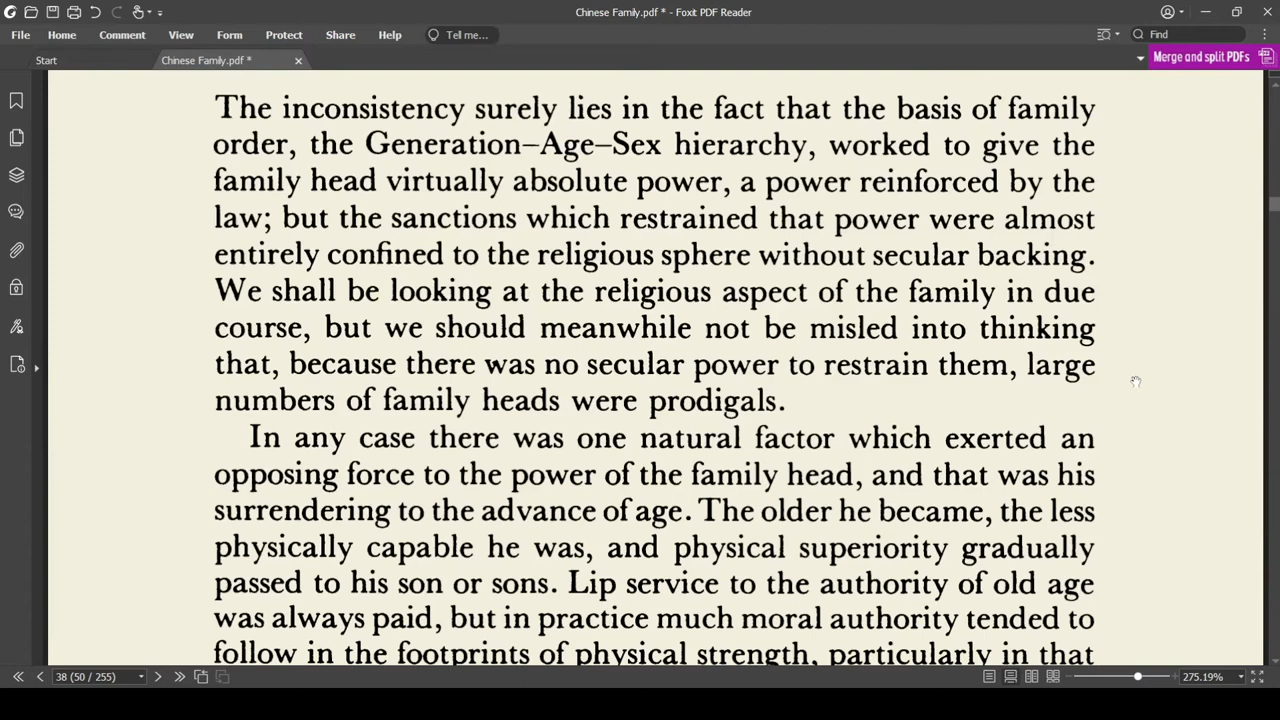 Chinese Family.pdf * - Foxit PDF Reader
File Home Comment View Form Protect Share Help Tell me... Find
Start Chinese Family.pdf * Merge and split PDFs
The inconsistency surely lies in the fact that the basis of family
order, the Generation–Age–Sex hierarchy, worked to give the
family head virtually absolute power, a power reinforced by the
law; but the sanctions which restrained that power were almost
entirely confined to the religious sphere without secular backing.
We shall be looking at the religious aspect of the family in due
course, but we should meanwhile not be misled into thinking
that, because there was no secular power to restrain them, large
numbers of family heads were prodigals.
In any case there was one natural factor which exerted an
opposing force to the power of the family head, and that was his
surrendering to the advance of age. The older he became, the less
physically capable he was, and physical superiority gradually
passed to his son or sons. Lip service to the authority of old age
was always paid, but in practice much moral authority tended to
follow in the footprints of physical strength, particularly in that
38 (50 / 255) 275.19%